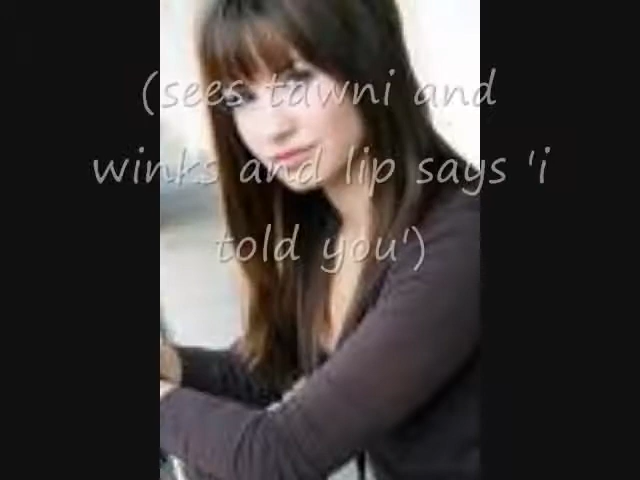 (sees tawni and
winks and lip says 'i
told you')